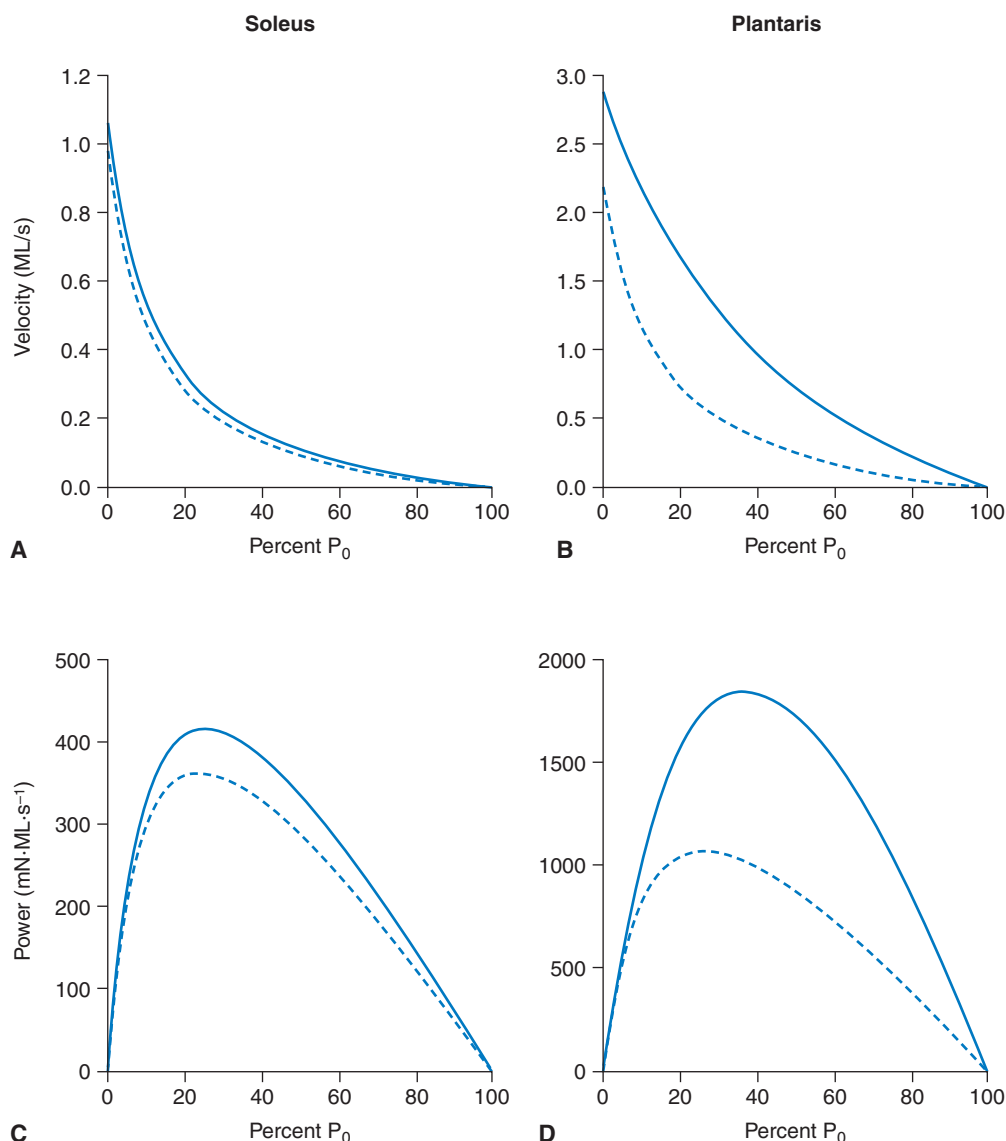 Soleus
Plantaris
1.2
1.0
0.8
0.6
0.4
0.2
0.0
Velocity (ML/s)
0 20 40 60 80 100
A
Percent P0
3.0
2.5
2.0
1.5
1.0
0.5
0.0
0 20 40 60 80 100
B
Percent P0
500
400
300
200
100
0
Power (mN·ML·s−1)
0 20 40 60 80 100
C
Percent P0
2000
1500
1000
500
0
0 20 40 60 80 100
D
Percent P0